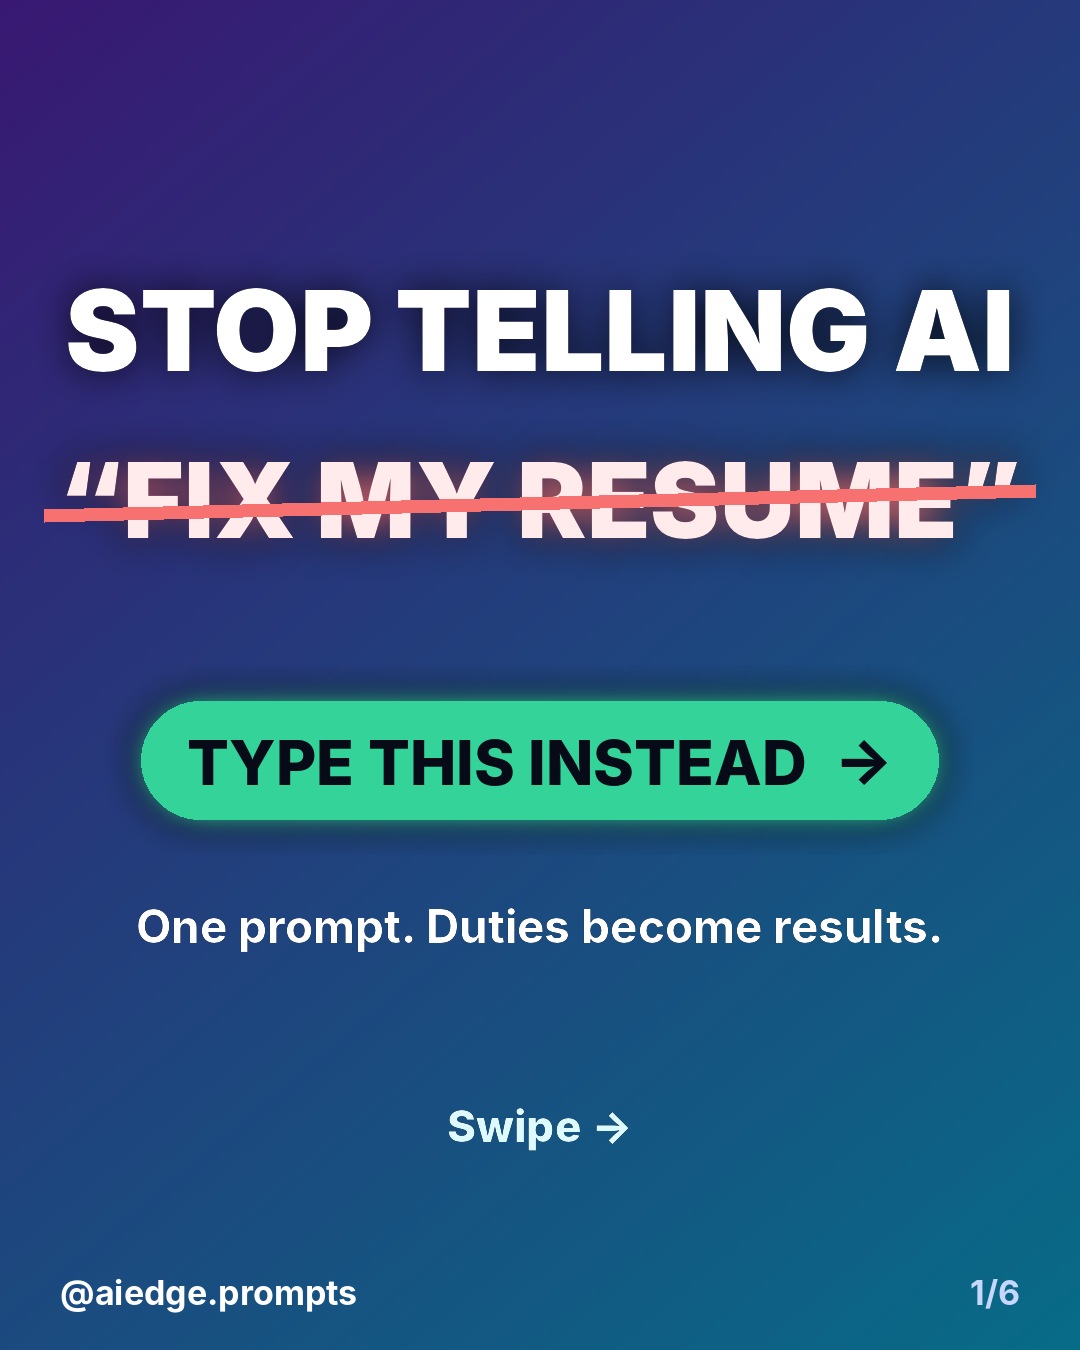 STOP TELLING AI
“FIX MY RESUME”
TYPE THIS INSTEAD →
One prompt. Duties become results.
Swipe →
@aiedge.prompts
1/6